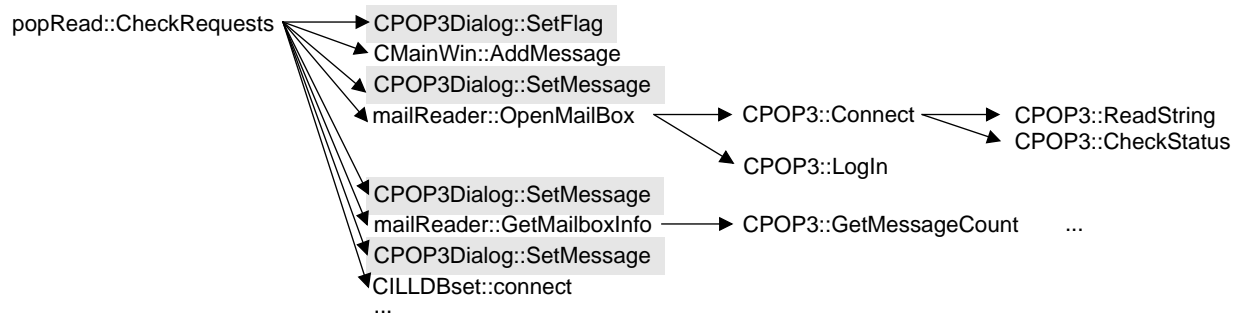 popRead::CheckRequests
CPOP3Dialog::SetFlag
CMainWin::AddMessage
CPOP3Dialog::SetMessage
mailReader::OpenMailBox
CPOP3::Connect
CPOP3::ReadString
CPOP3::CheckStatus
CPOP3::LogIn
CPOP3Dialog::SetMessage
mailReader::GetMailboxInfo
CPOP3::GetMessageCount
...
CPOP3Dialog::SetMessage
CILLDBset::connect
...